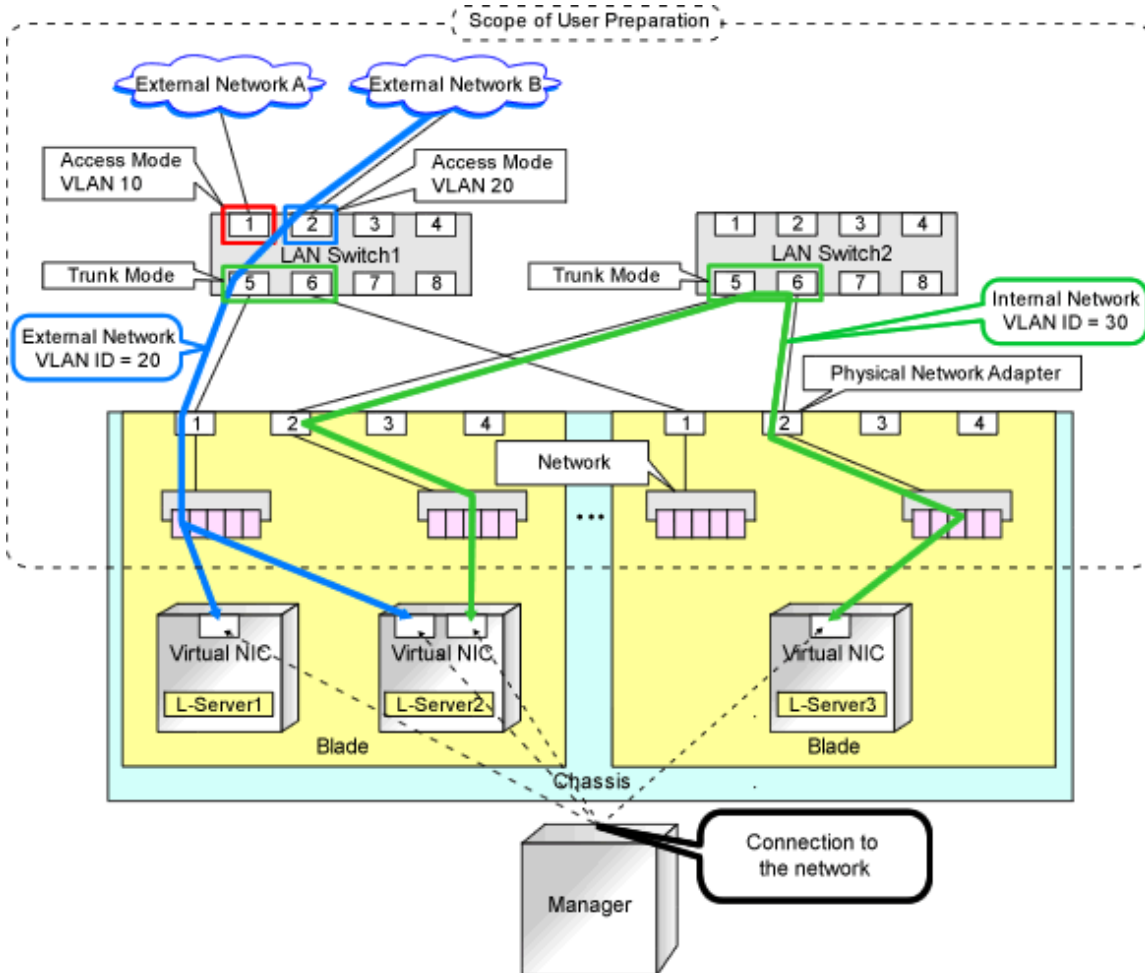 Scope of User Preparation
External Network A
External Network B
Access Mode
VLAN 10
Access Mode
VLAN 20
1
2
3
4
LAN Switch1
5
6
7
8
Trunk Mode
1
2
3
4
LAN Switch2
5
6
7
8
Trunk Mode
External Network
VLAN ID = 20
Internal Network
VLAN ID = 30
Physical Network Adapter
1
2
3
4
1
2
3
4
Network
...
Virtual NIC
L-Server1
Virtual NIC
L-Server2
Virtual NIC
L-Server3
Blade
Blade
Chassis
Connection to
the network
Manager